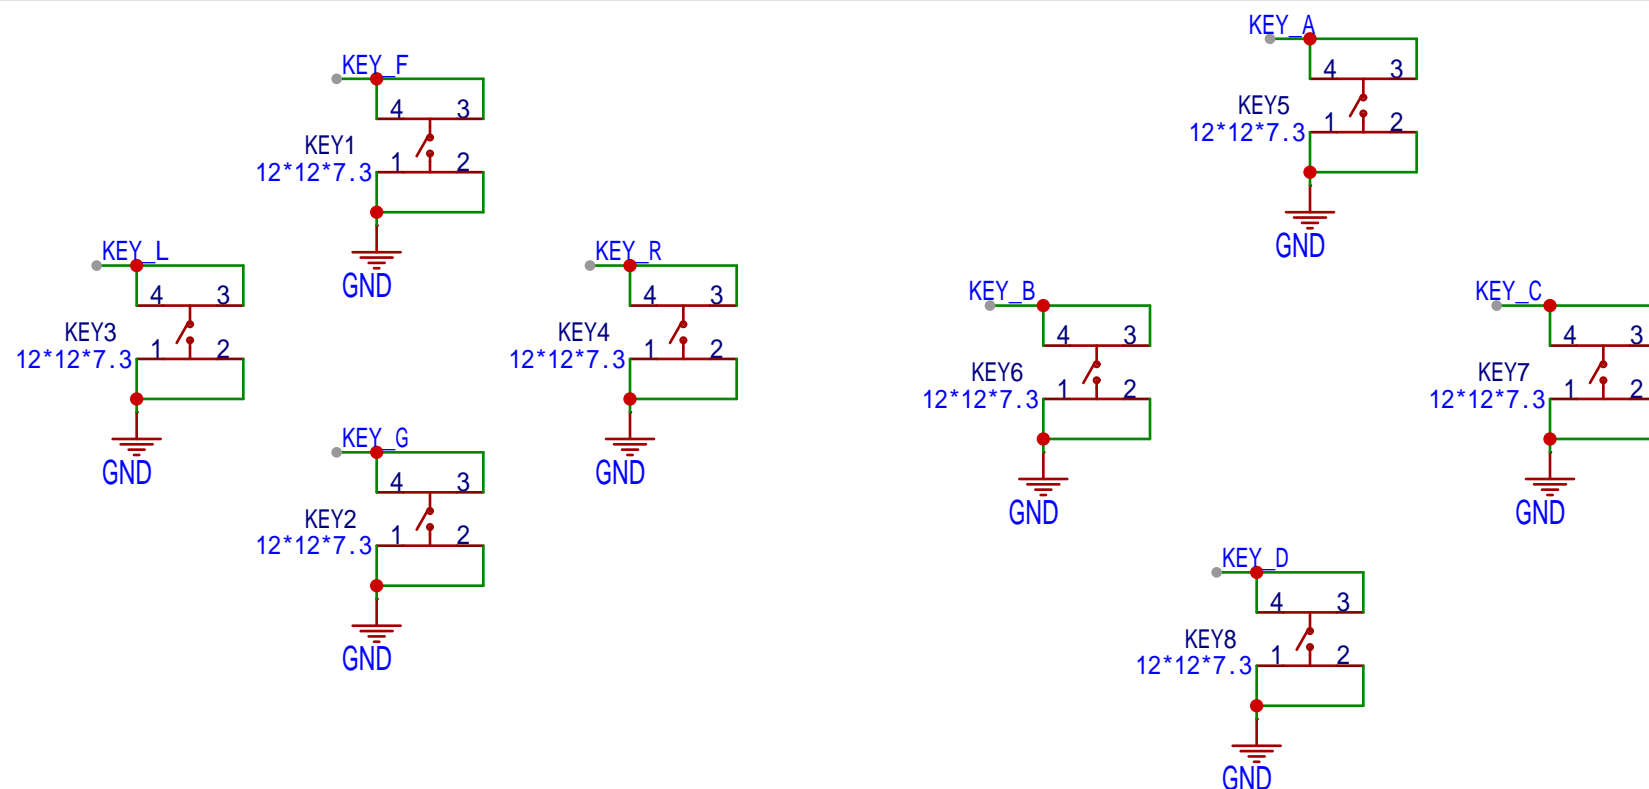 KEY_F
4 3
KEY1
12*12*7.3
1 2
GND
KEY_L
4 3
KEY3
12*12*7.3
1 2
GND
KEY_R
4 3
KEY4
12*12*7.3
1 2
GND
KEY_G
4 3
KEY2
12*12*7.3
1 2
GND
KEY_A
4 3
KEY5
12*12*7.3
1 2
GND
KEY_B
4 3
KEY6
12*12*7.3
1 2
GND
KEY_C
4 3
KEY7
12*12*7.3
1 2
GND
KEY_D
4 3
KEY8
12*12*7.3
1 2
GND